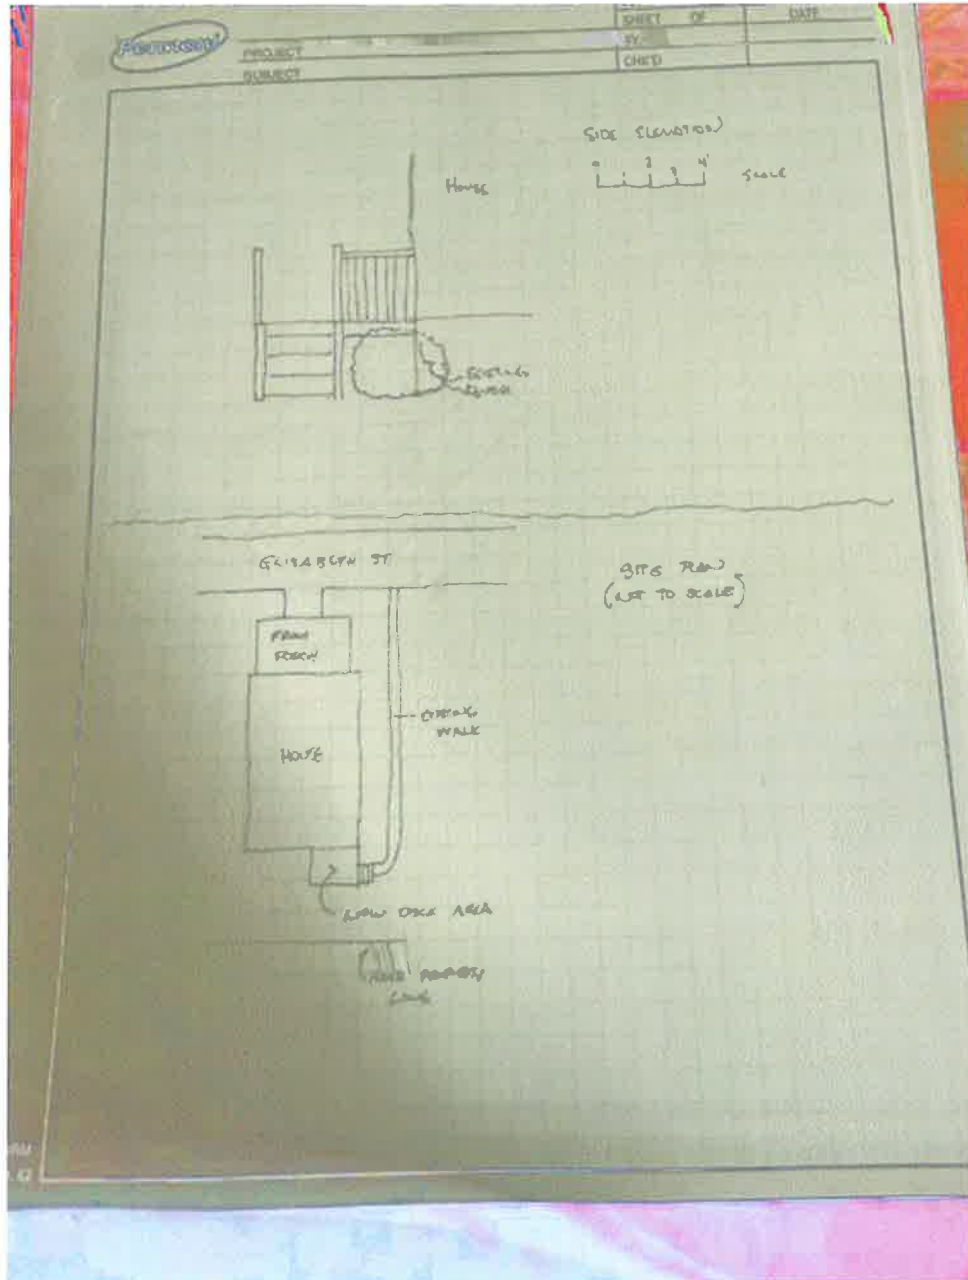 SHEET OF DATE
PROJECT BY
SUBJECT CHK'D
SIDE ELEVATION
0 2 3 4'
SCALE
HOUSE
EXISTING
ELIZABETH ST
SITE PLAN
(NOT TO SCALE)
FRONT
PORCH
EXISTING
WALK
HOUSE
NEW DECK AREA
PROPERTY